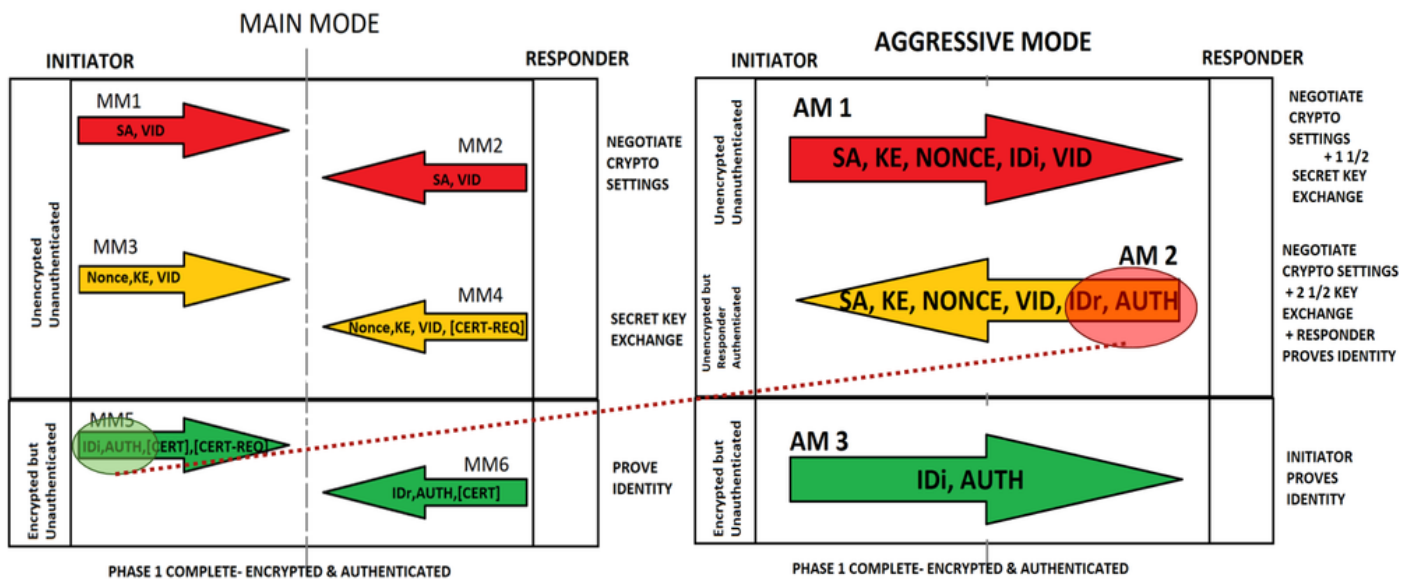 MAIN MODE
INITIATOR
RESPONDER
MM1
SA, VID
MM2
SA, VID
NEGOTIATE
CRYPTO
SETTINGS
Unencrypted
Unanuthenticated
MM3
Nonce,KE, VID
MM4
Nonce,KE, VID, [CERT-REQ]
SECRET KEY
EXCHANGE
Encrypted but
Unauthenticated
MM5
IDi,AUTH,[CERT],[CERT-REQ]
MM6
IDr,AUTH,[CERT]
PROVE
IDENTITY
PHASE 1 COMPLETE- ENCRYPTED & AUTHENTICATED
AGGRESSIVE MODE
INITIATOR
RESPONDER
Unencrypted
Unanuthenticated
AM 1
SA, KE, NONCE, IDi, VID
NEGOTIATE
CRYPTO
SETTINGS
+ 1 1/2
SECRET KEY
EXCHANGE
Unencrypted but
Responder
Authenticated
AM 2
SA, KE, NONCE, VID, IDr, AUTH
NEGOTIATE
CRYPTO SETTINGS
+ 2 1/2 KEY
EXCHANGE
+ RESPONDER
PROVES IDENTITY
Encrypted but
Unauthenticated
AM 3
IDi, AUTH
INITIATOR
PROVES
IDENTITY
PHASE 1 COMPLETE- ENCRYPTED & AUTHENTICATED